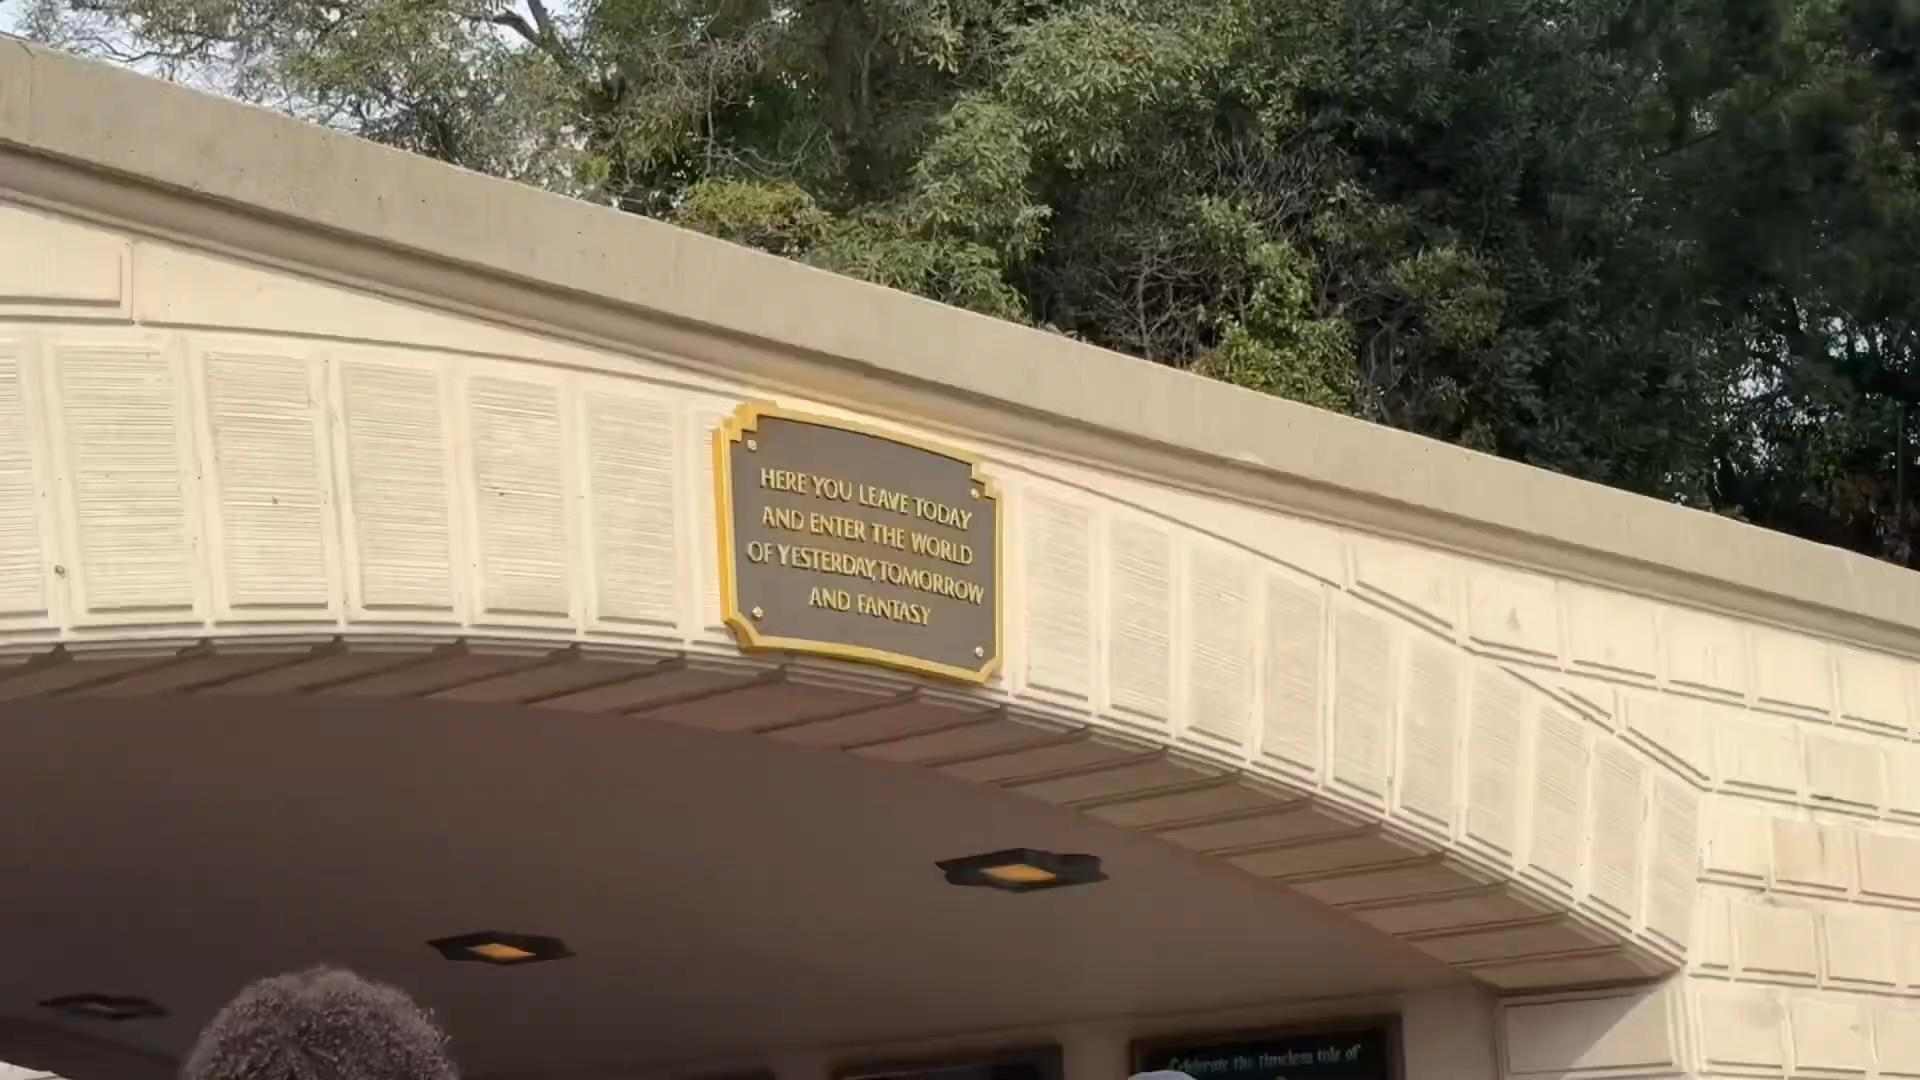 HERE YOU LEAVE TODAY
AND ENTER THE WORLD
OF YESTERDAY, TOMORROW
AND FANTASY
Celebrate the timeless tale of